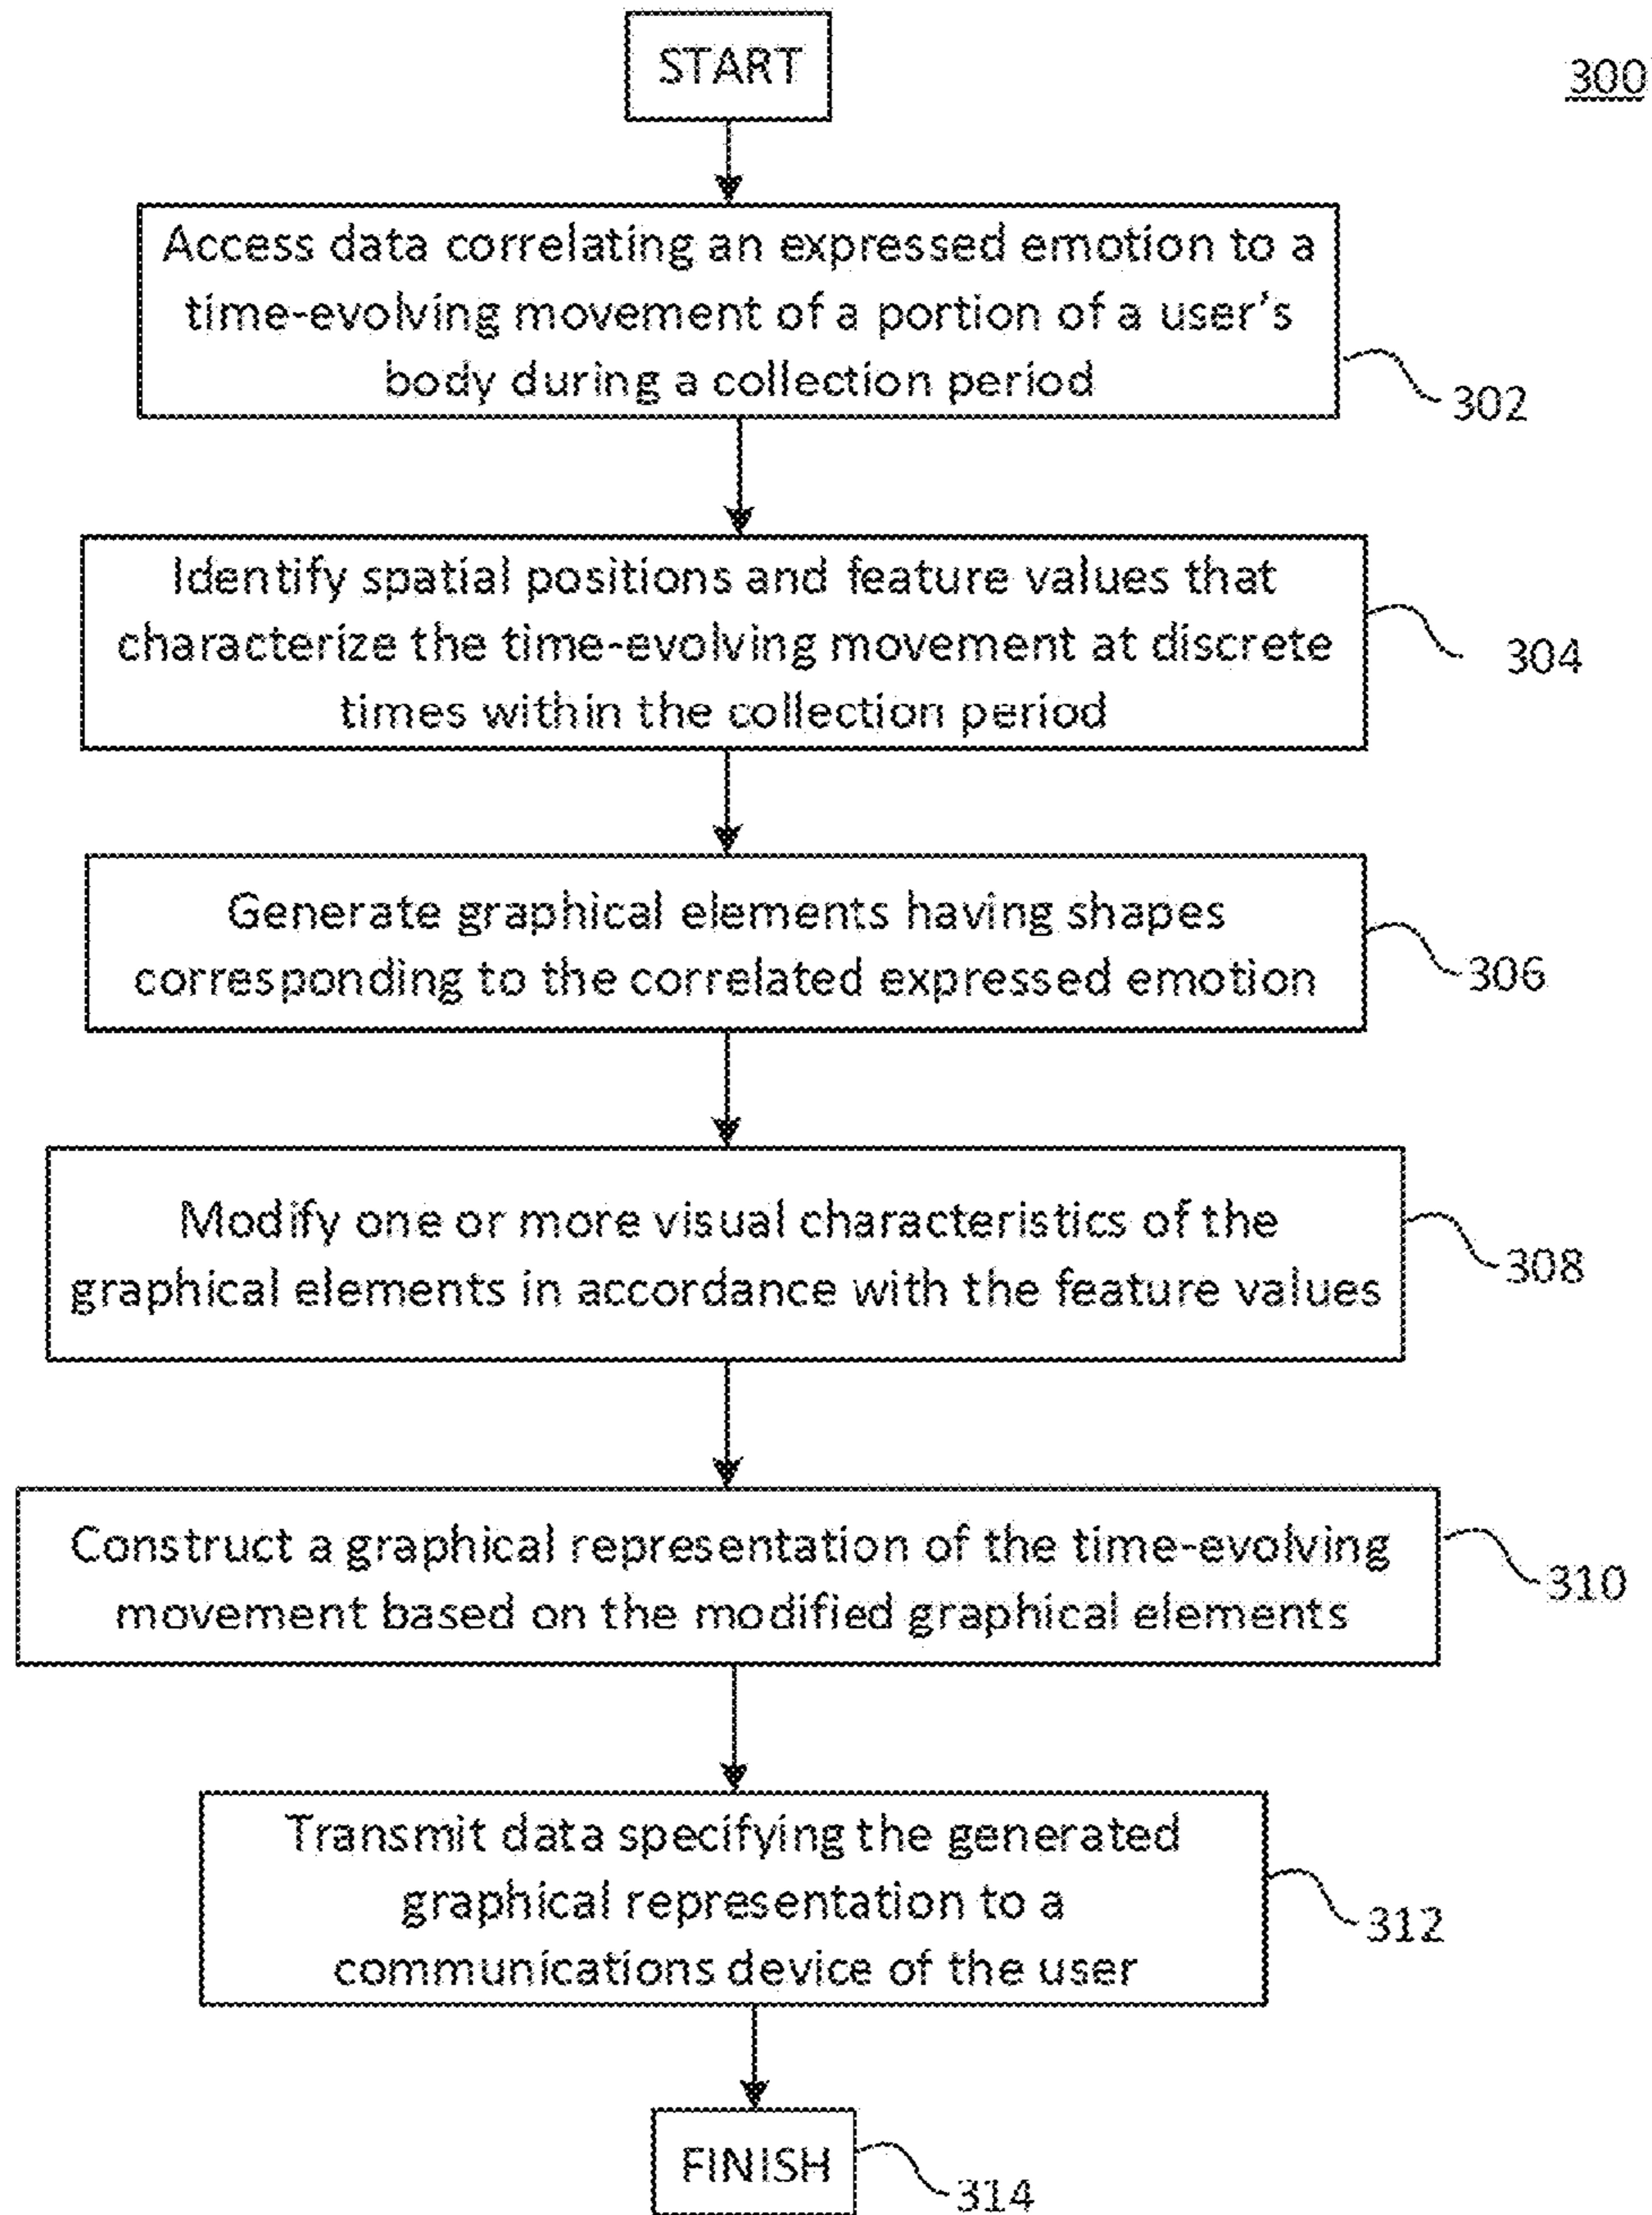 START
300
Access data correlating an expressed emotion to a
time-evolving movement of a portion of a user's
body during a collection period
302
Identify spatial positions and feature values that
characterize the time-evolving movement at discrete
times within the collection period
304
Generate graphical elements having shapes
corresponding to the correlated expressed emotion
306
Modify one or more visual characteristics of the
graphical elements in accordance with the feature values
308
Construct a graphical representation of the time-evolving
movement based on the modified graphical elements
310
Transmit data specifying the generated
graphical representation to a
communications device of the user
312
FINISH
314